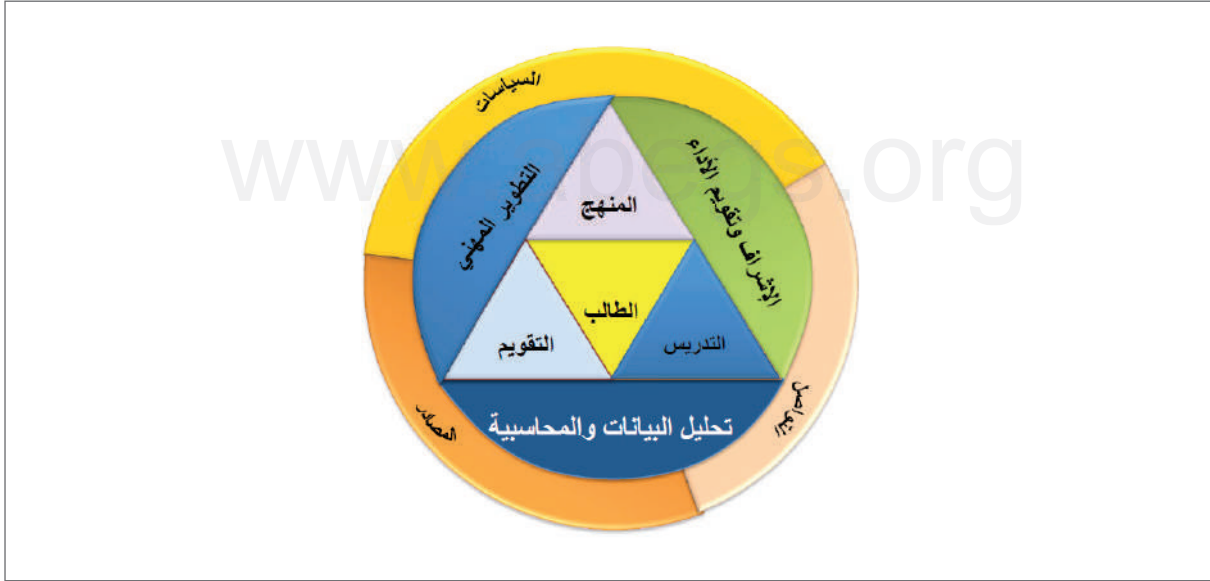 السياسات
www.abegs.org
التطوير المهني
الإشراف وتقويم الأداء
المنهج
الطالب
التقويم
التدريس
المصادر
التواصل
تحليل البيانات والمحاسبية